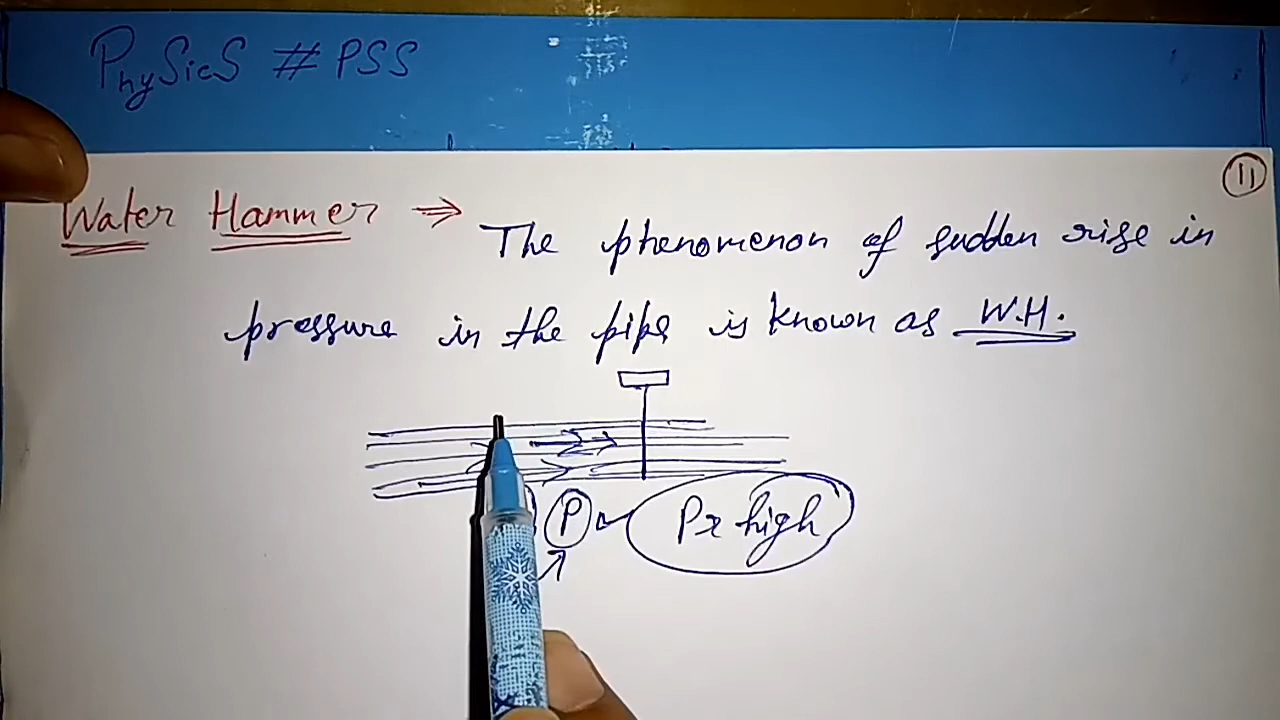 PhySicS # PSS
11
Water Hammer ⇒ The phenomenon of sudden rise in
pressure in the pipe is known as W.H.
P
Pr high